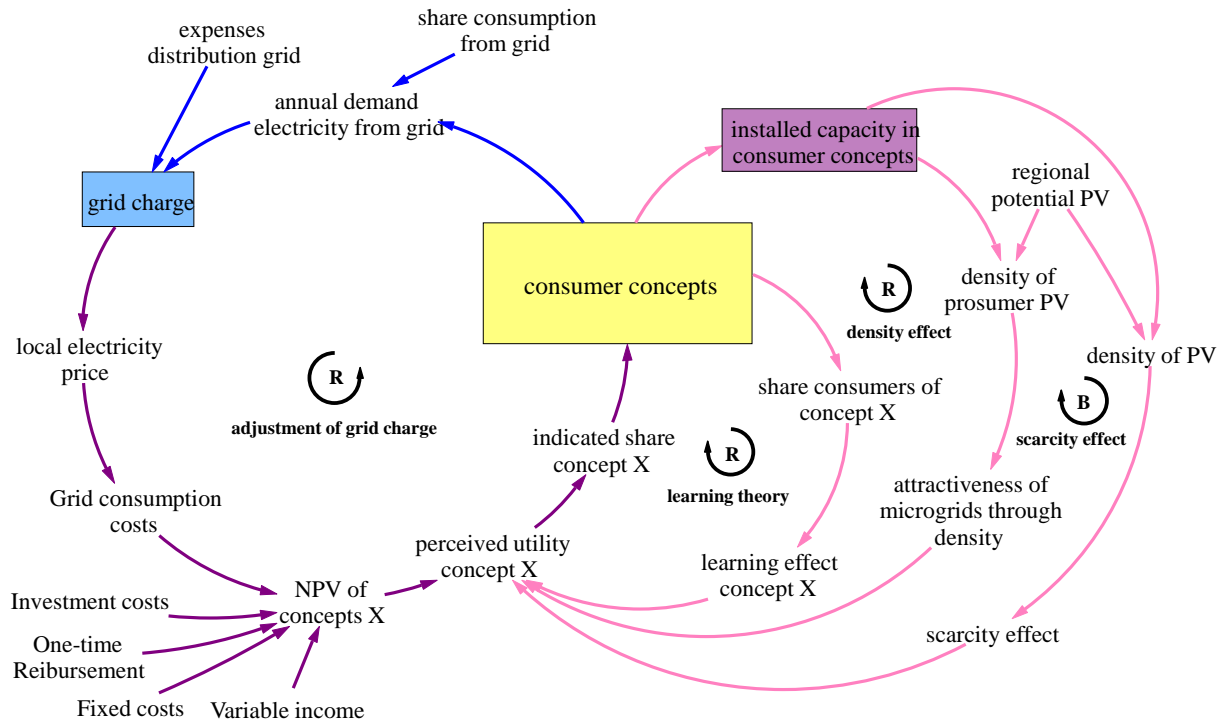 expenses
distribution grid
share consumption
from grid
annual demand
electricity from grid
grid charge
installed capacity in
consumer concepts
regional
potential PV
consumer concepts
density of
prosumer PV
R
density effect
local electricity
price
density of PV
R
adjustment of grid charge
share consumers of
concept X
B
scarcity effect
indicated share
concept X
R
learning theory
Grid consumption
costs
attractiveness of
microgrids through
density
perceived utility
concept X
learning effect
concept X
NPV of
concepts X
Investment costs
One-time
Reibursement
Fixed costs
Variable income
scarcity effect